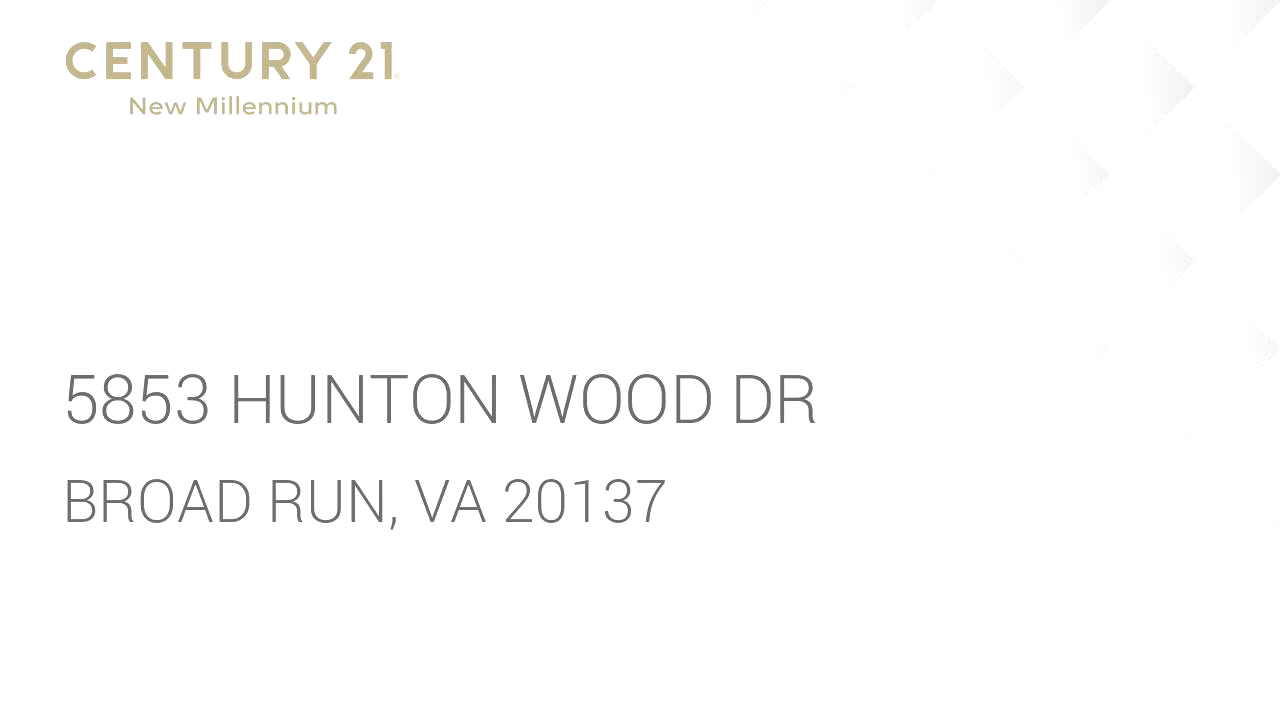 CENTURY 21
New Millennium
5853 HUNTON WOOD DR
BROAD RUN, VA 20137